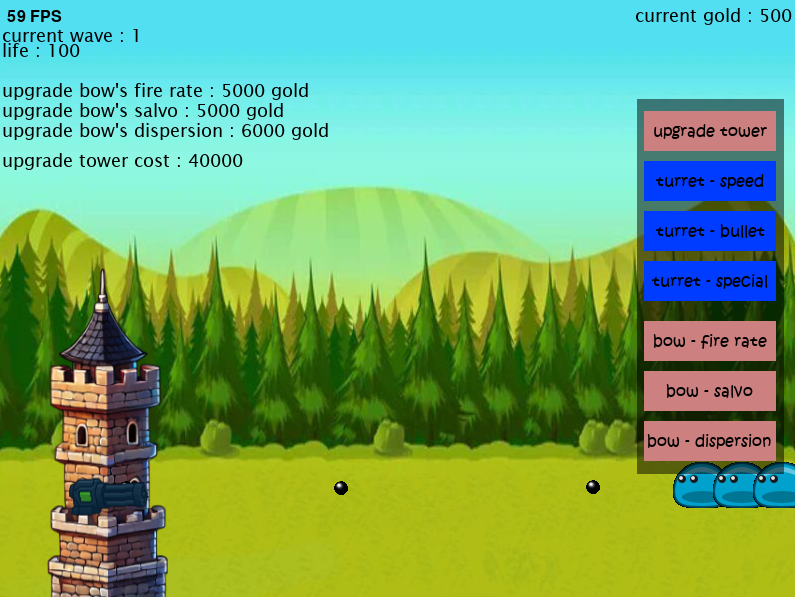 59 FPS
current gold : 500
current wave : 1
life : 100
upgrade bow's fire rate : 5000 gold
upgrade bow's salvo : 5000 gold
upgrade bow's dispersion : 6000 gold
upgrade tower cost : 40000
upgrade tower
turret - speed
turret - bullet
turret - special
bow - fire rate
bow - salvo
bow - dispersion